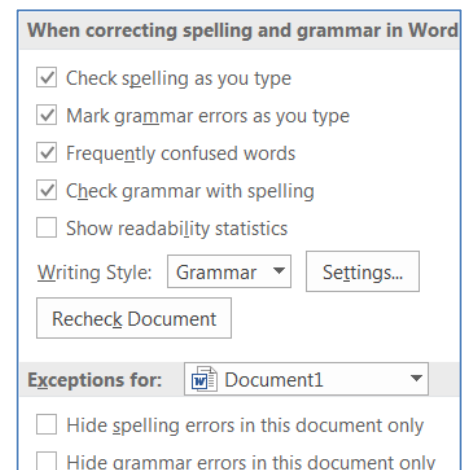 When correcting spelling and grammar in Word
Check spelling as you type
Mark grammar errors as you type
Frequently confused words
Check grammar with spelling
Show readability statistics
Writing Style: Grammar Settings...
Recheck Document
Exceptions for: Document1
Hide spelling errors in this document only
Hide grammar errors in this document only